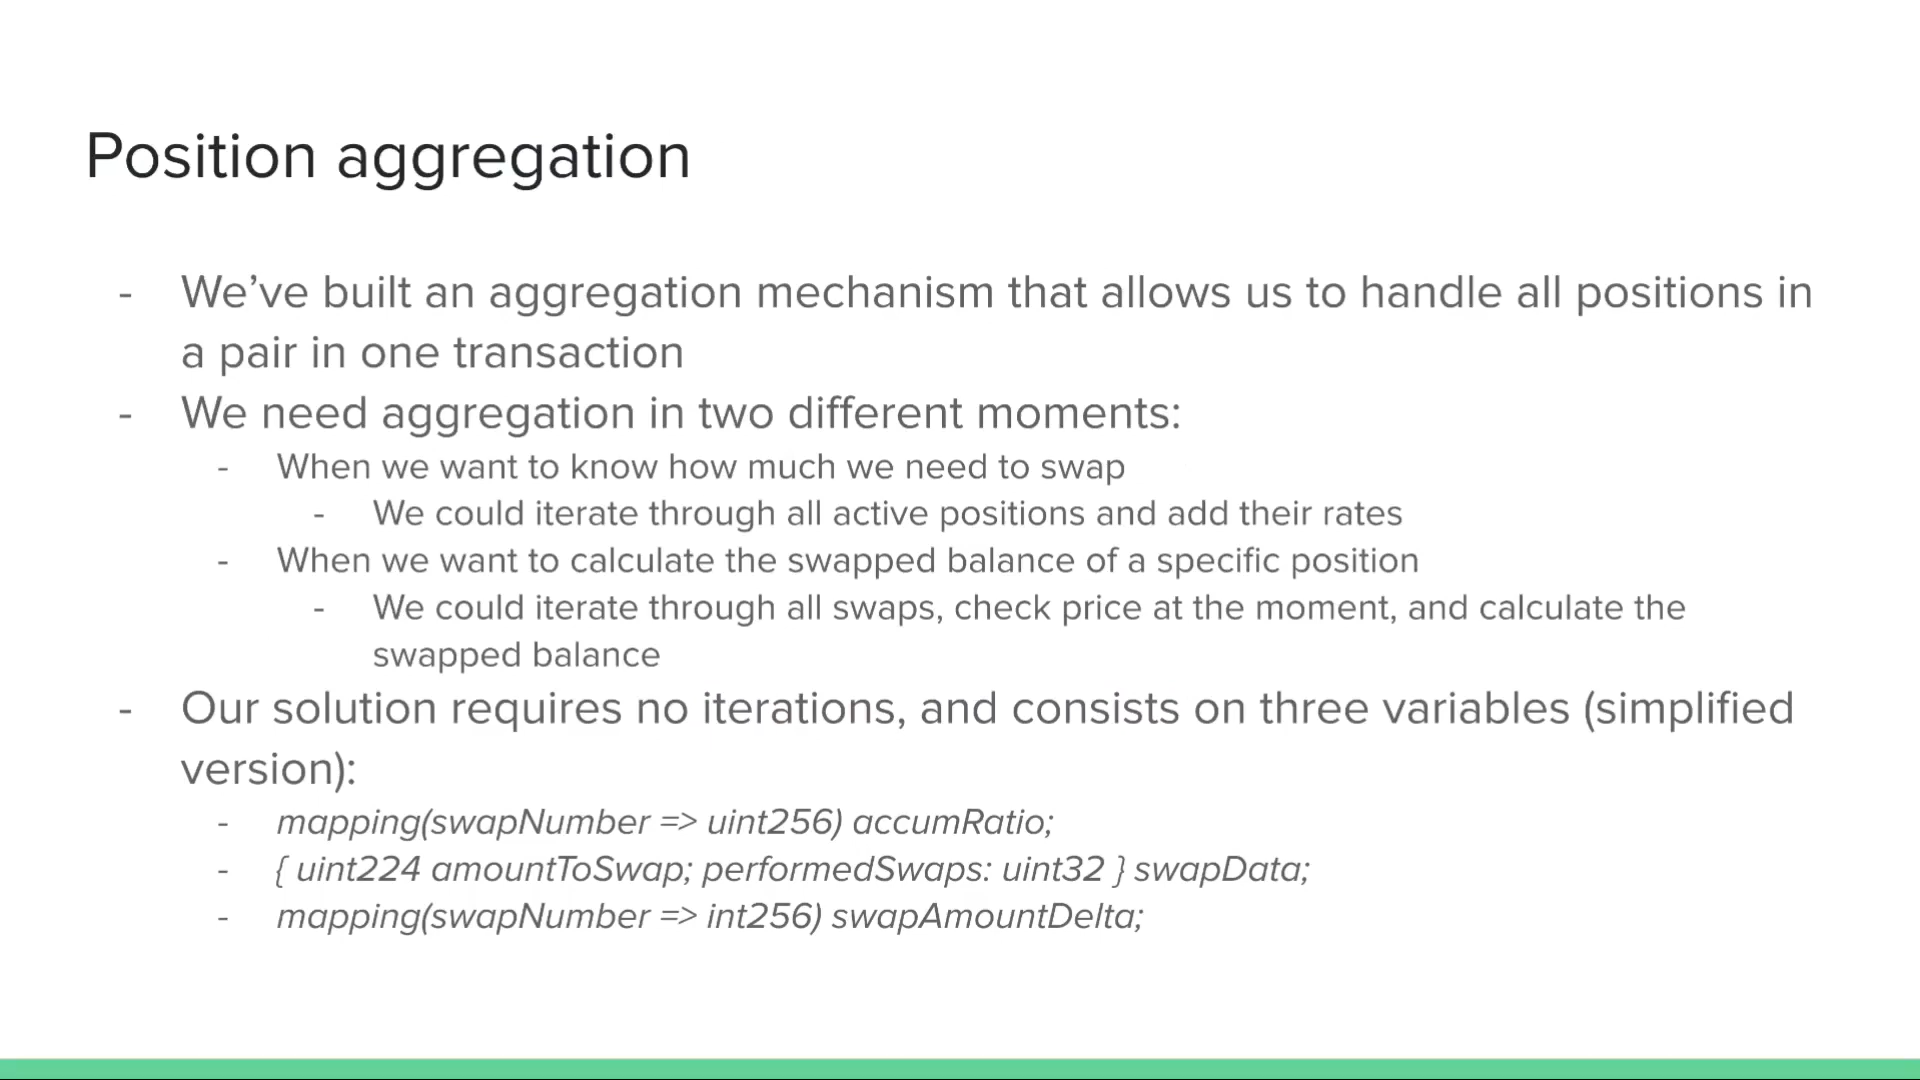 Position aggregation
- We’ve built an aggregation mechanism that allows us to handle all positions in
a pair in one transaction
- We need aggregation in two different moments:
- When we want to know how much we need to swap
- We could iterate through all active positions and add their rates
- When we want to calculate the swapped balance of a specific position
- We could iterate through all swaps, check price at the moment, and calculate the
swapped balance
- Our solution requires no iterations, and consists on three variables (simplified
version):
- mapping(swapNumber => uint256) accumRatio;
- { uint224 amountToSwap; performedSwaps: uint32 } swapData;
- mapping(swapNumber => int256) swapAmountDelta;